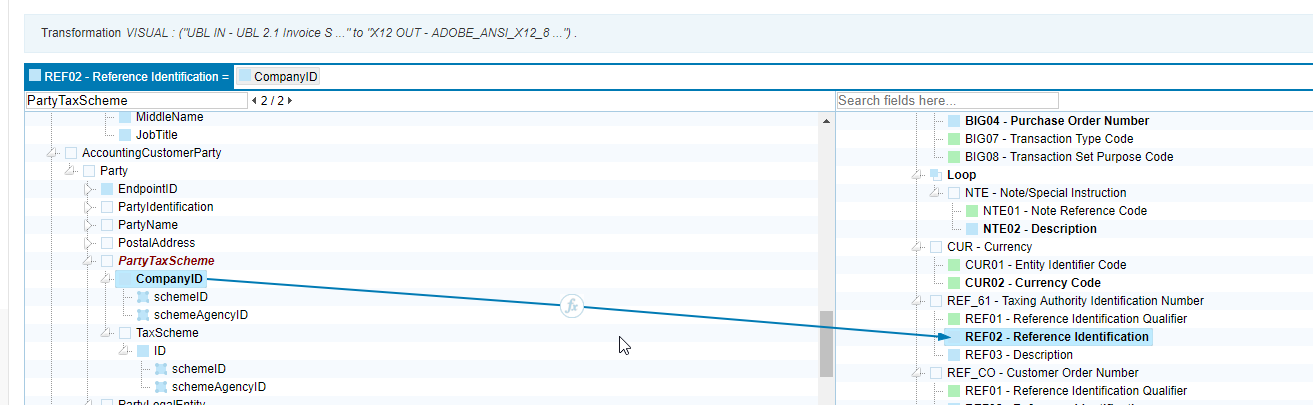 Transformation VISUAL : ("UBL IN - UBL 2.1 Invoice S ..." to "X12 OUT - ADOBE_ANSI_X12_8 ...") .
REF02 - Reference Identification = CompanyID
PartyTaxScheme 2 / 2
MiddleName
JobTitle
AccountingCustomerParty
Party
EndpointID
PartyIdentification
PartyName
PostalAddress
PartyTaxScheme
CompanyID
schemeID
schemeAgencyID
TaxScheme
ID
schemeID
schemeAgencyID
PartyLegalEntity
fx
Search fields here...
BIG04 - Purchase Order Number
BIG07 - Transaction Type Code
BIG08 - Transaction Set Purpose Code
Loop
NTE - Note/Special Instruction
NTE01 - Note Reference Code
NTE02 - Description
CUR - Currency
CUR01 - Entity Identifier Code
CUR02 - Currency Code
REF_61 - Taxing Authority Identification Number
REF01 - Reference Identification Qualifier
REF02 - Reference Identification
REF03 - Description
REF_CO - Customer Order Number
REF01 - Reference Identification Qualifier